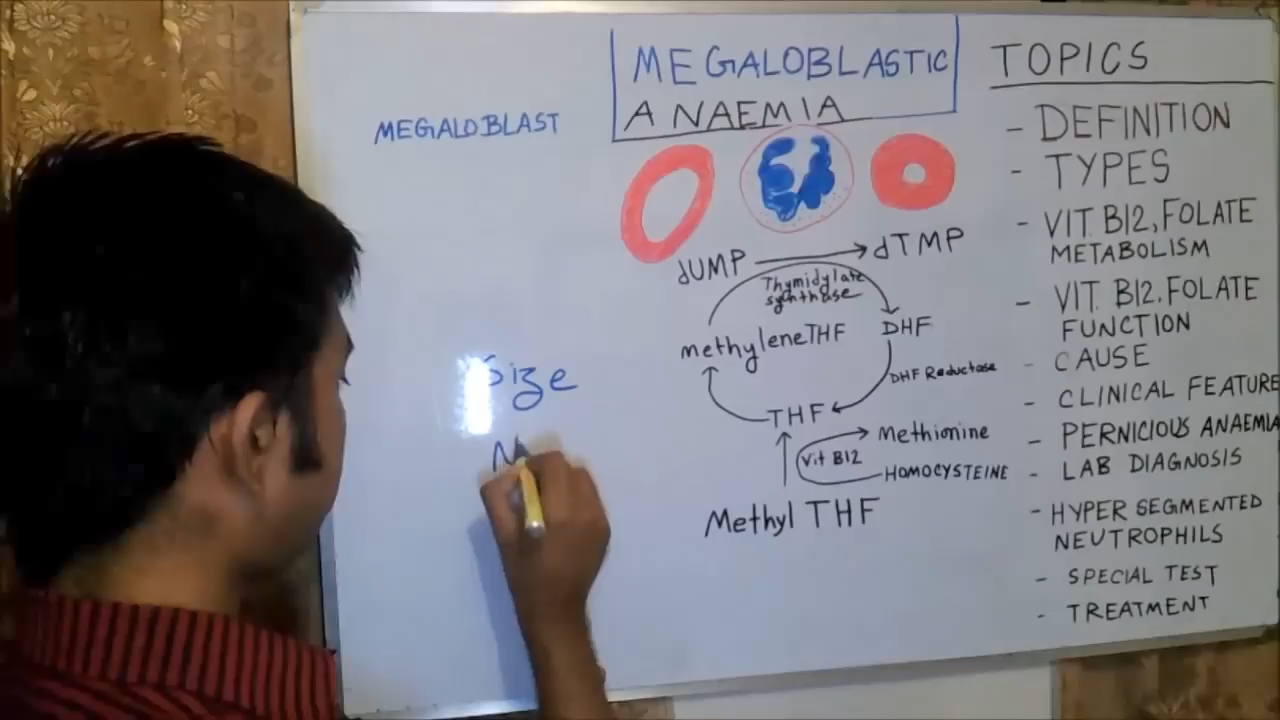 MEGALOBLASTIC
ANAEMIA
MEGALOBLAST
Size
dUMP
dTMP
Thymidylate
synthase
methyleneTHF
DHF
DHF Reductase
THF
Methionine
Vit B12
HOMOCYSTEINE
Methyl THF
TOPICS
- DEFINITION
- TYPES
- VIT B12, FOLATE
METABOLISM
- VIT B12. FOLATE
FUNCTION
- CAUSE
- CLINICAL FEATURE
- PERNICIOUS ANAEMIA
- LAB DIAGNOSIS
- HYPER SEGMENTED
NEUTROPHILS
- SPECIAL TEST
- TREATMENT